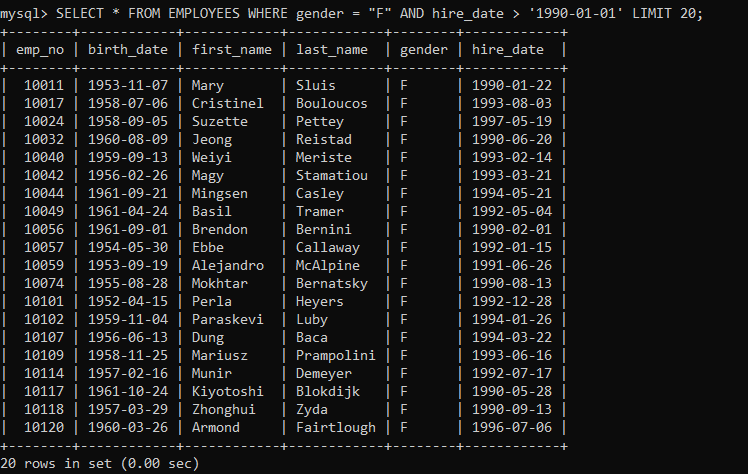 mysql> SELECT * FROM EMPLOYEES WHERE gender = "F" AND hire_date > '1990-01-01' LIMIT 20;
+--------+------------+------------+------------+--------+------------+
| emp_no | birth_date | first_name | last_name  | gender | hire_date  |
+--------+------------+------------+------------+--------+------------+
|  10011 | 1953-11-07 | Mary       | Sluis      | F      | 1990-01-22 |
|  10017 | 1958-07-06 | Cristinel  | Bouloucos  | F      | 1993-08-03 |
|  10024 | 1958-09-05 | Suzette    | Pettey     | F      | 1997-05-19 |
|  10032 | 1960-08-09 | Jeong      | Reistad    | F      | 1990-06-20 |
|  10040 | 1959-09-13 | Weiyi      | Meriste    | F      | 1993-02-14 |
|  10042 | 1956-02-26 | Magy       | Stamatiou  | F      | 1993-03-21 |
|  10044 | 1961-09-21 | Mingsen    | Casley     | F      | 1994-05-21 |
|  10049 | 1961-04-24 | Basil      | Tramer     | F      | 1992-05-04 |
|  10056 | 1961-09-01 | Brendon    | Bernini    | F      | 1990-02-01 |
|  10057 | 1954-05-30 | Ebbe       | Callaway   | F      | 1992-01-15 |
|  10059 | 1953-09-19 | Alejandro  | McAlpine   | F      | 1991-06-26 |
|  10074 | 1955-08-28 | Mokhtar    | Bernatsky  | F      | 1990-08-13 |
|  10101 | 1952-04-15 | Perla      | Heyers     | F      | 1992-12-28 |
|  10102 | 1959-11-04 | Paraskevi  | Luby       | F      | 1994-01-26 |
|  10107 | 1956-06-13 | Dung       | Baca       | F      | 1994-03-22 |
|  10109 | 1958-11-25 | Mariusz    | Prampolini | F      | 1993-06-16 |
|  10114 | 1957-02-16 | Munir      | Demeyer    | F      | 1992-07-17 |
|  10117 | 1961-10-24 | Kiyotoshi  | Blokdijk   | F      | 1990-05-28 |
|  10118 | 1957-03-29 | Zhonghui   | Zyda       | F      | 1990-09-13 |
|  10120 | 1960-03-26 | Armond     | Fairtlough | F      | 1996-07-06 |
+--------+------------+------------+------------+--------+------------+
20 rows in set (0.00 sec)